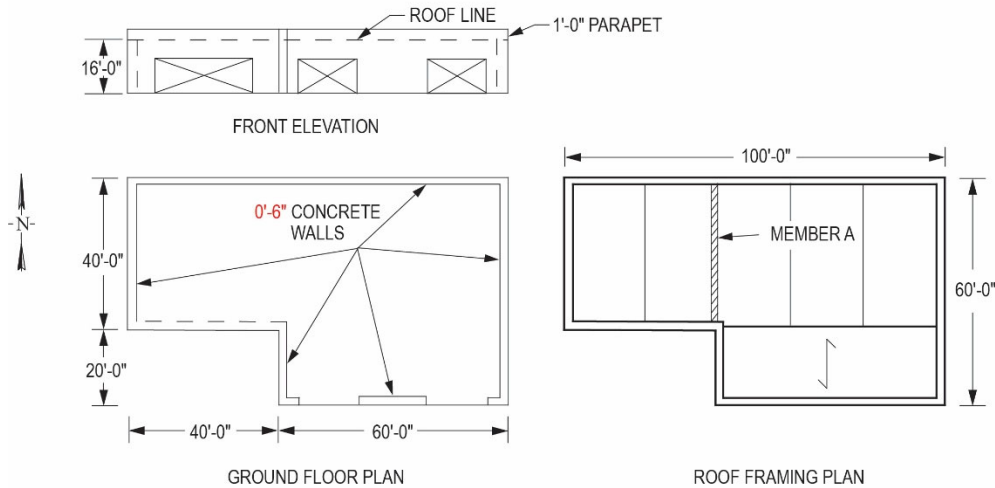 ROOF LINE
1'-0" PARAPET
16'-0"
FRONT ELEVATION
N
0'-6" CONCRETE
WALLS
40'-0"
20'-0"
40'-0"
60'-0"
GROUND FLOOR PLAN
100'-0"
MEMBER A
60'-0"
ROOF FRAMING PLAN